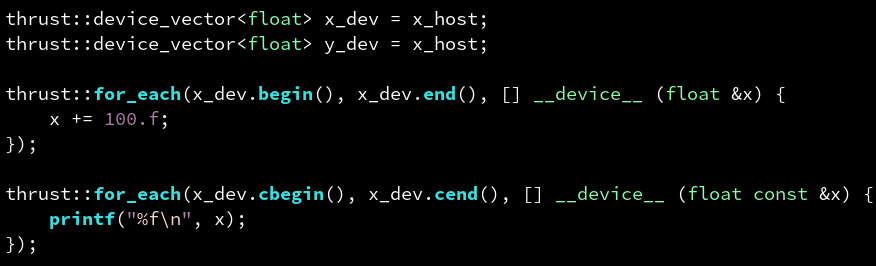 thrust::device_vector<float> x_dev = x_host;
thrust::device_vector<float> y_dev = x_host;
thrust::for_each(x_dev.begin(), x_dev.end(), [] __device__ (float &x) {
    x += 100.f;
});
thrust::for_each(x_dev.cbegin(), x_dev.cend(), [] __device__ (float const &x) {
    printf("%f\n", x);
});